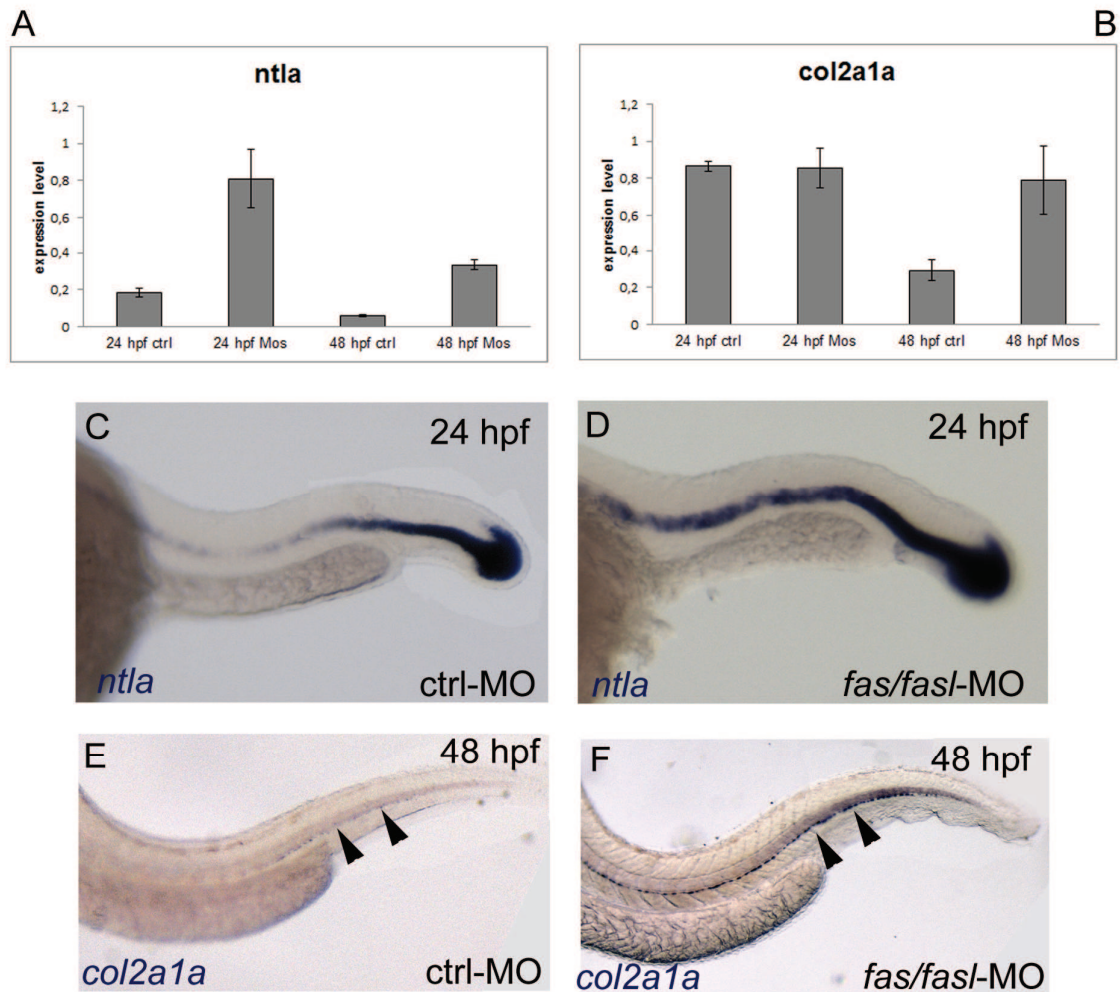 A
B
ntla
expression level
1,2
1
0,8
0,6
0,4
0,2
0
24 hpf ctrl
24 hpf Mos
48 hpf ctrl
48 hpf Mos
col2a1a
expression level
1,2
1
0,8
0,6
0,4
0,2
0
24 hpf ctrl
24 hpf Mos
48 hpf ctrl
48 hpf Mos
C
24 hpf
ntla
ctrl-MO
D
24 hpf
ntla
fas/fasl-MO
E
48 hpf
col2a1a
ctrl-MO
F
48 hpf
col2a1a
fas/fasl-MO